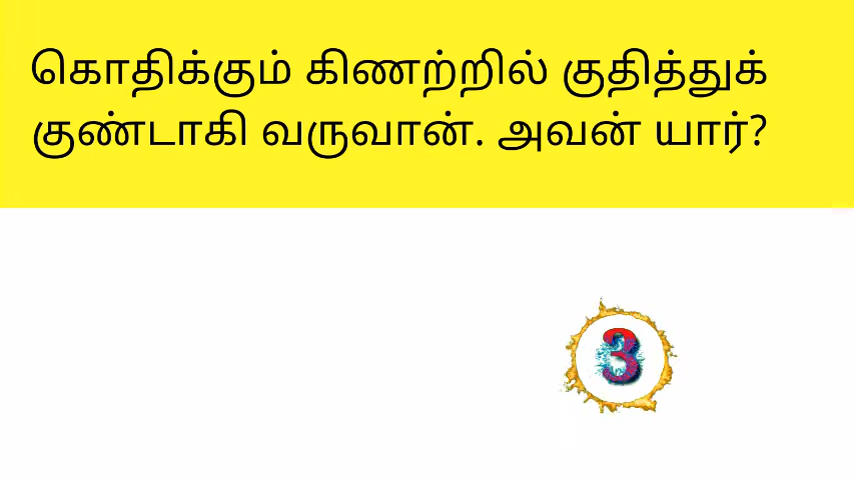 கொதிக்கும் கிணற்றில் குதித்துக்
குண்டாகி வருவான். அவன் யார்?
3